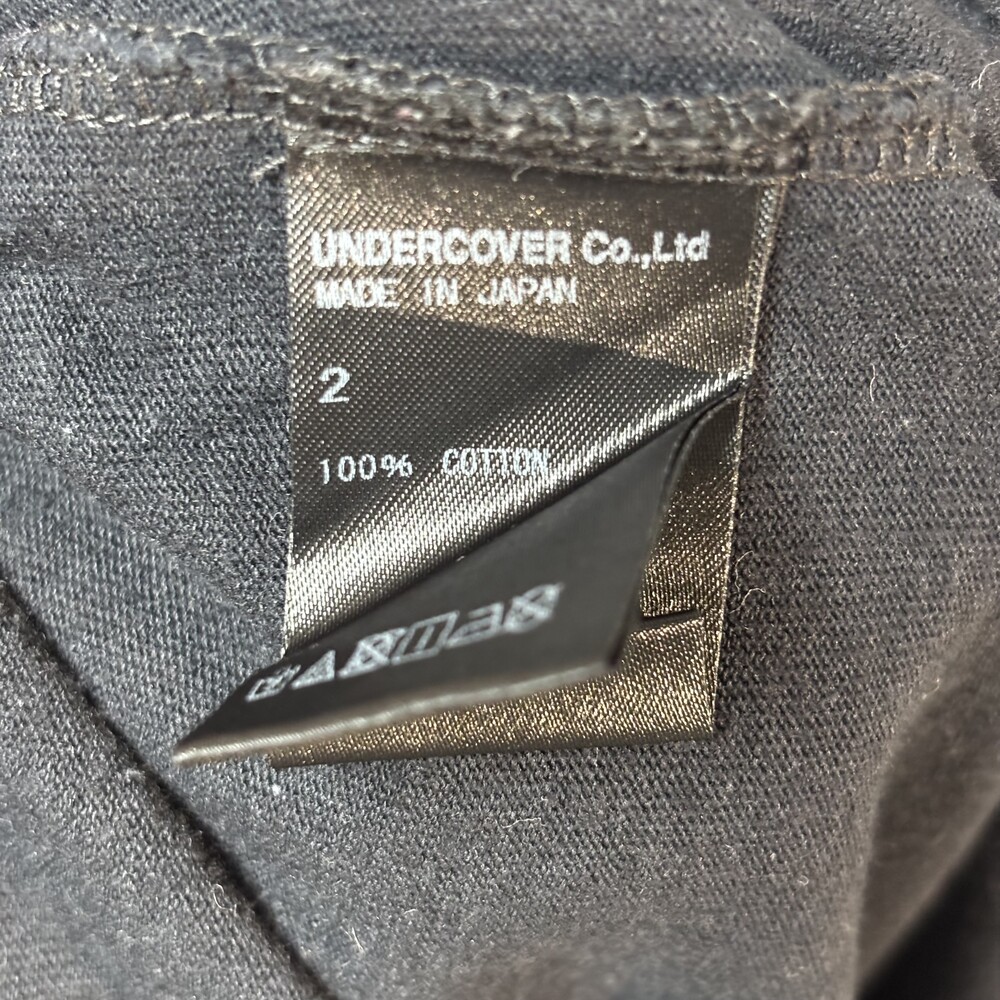 UNDERCOVER Co.,Ltd
MADE IN JAPAN
2
100% COTTON